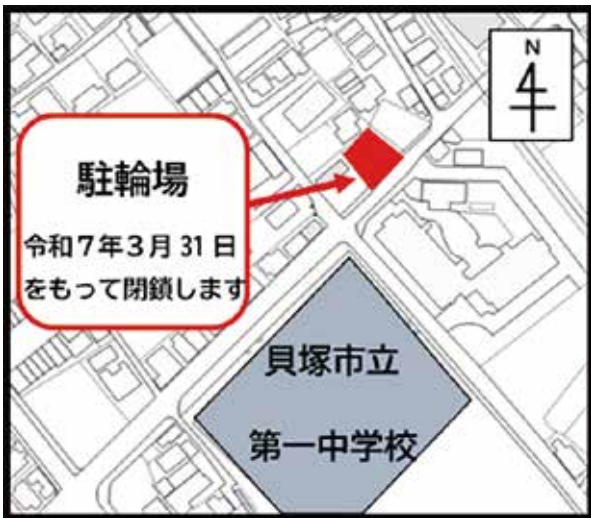 N
駐輪場
令和7年3月31日
をもって閉鎖します
貝塚市立
第一中学校